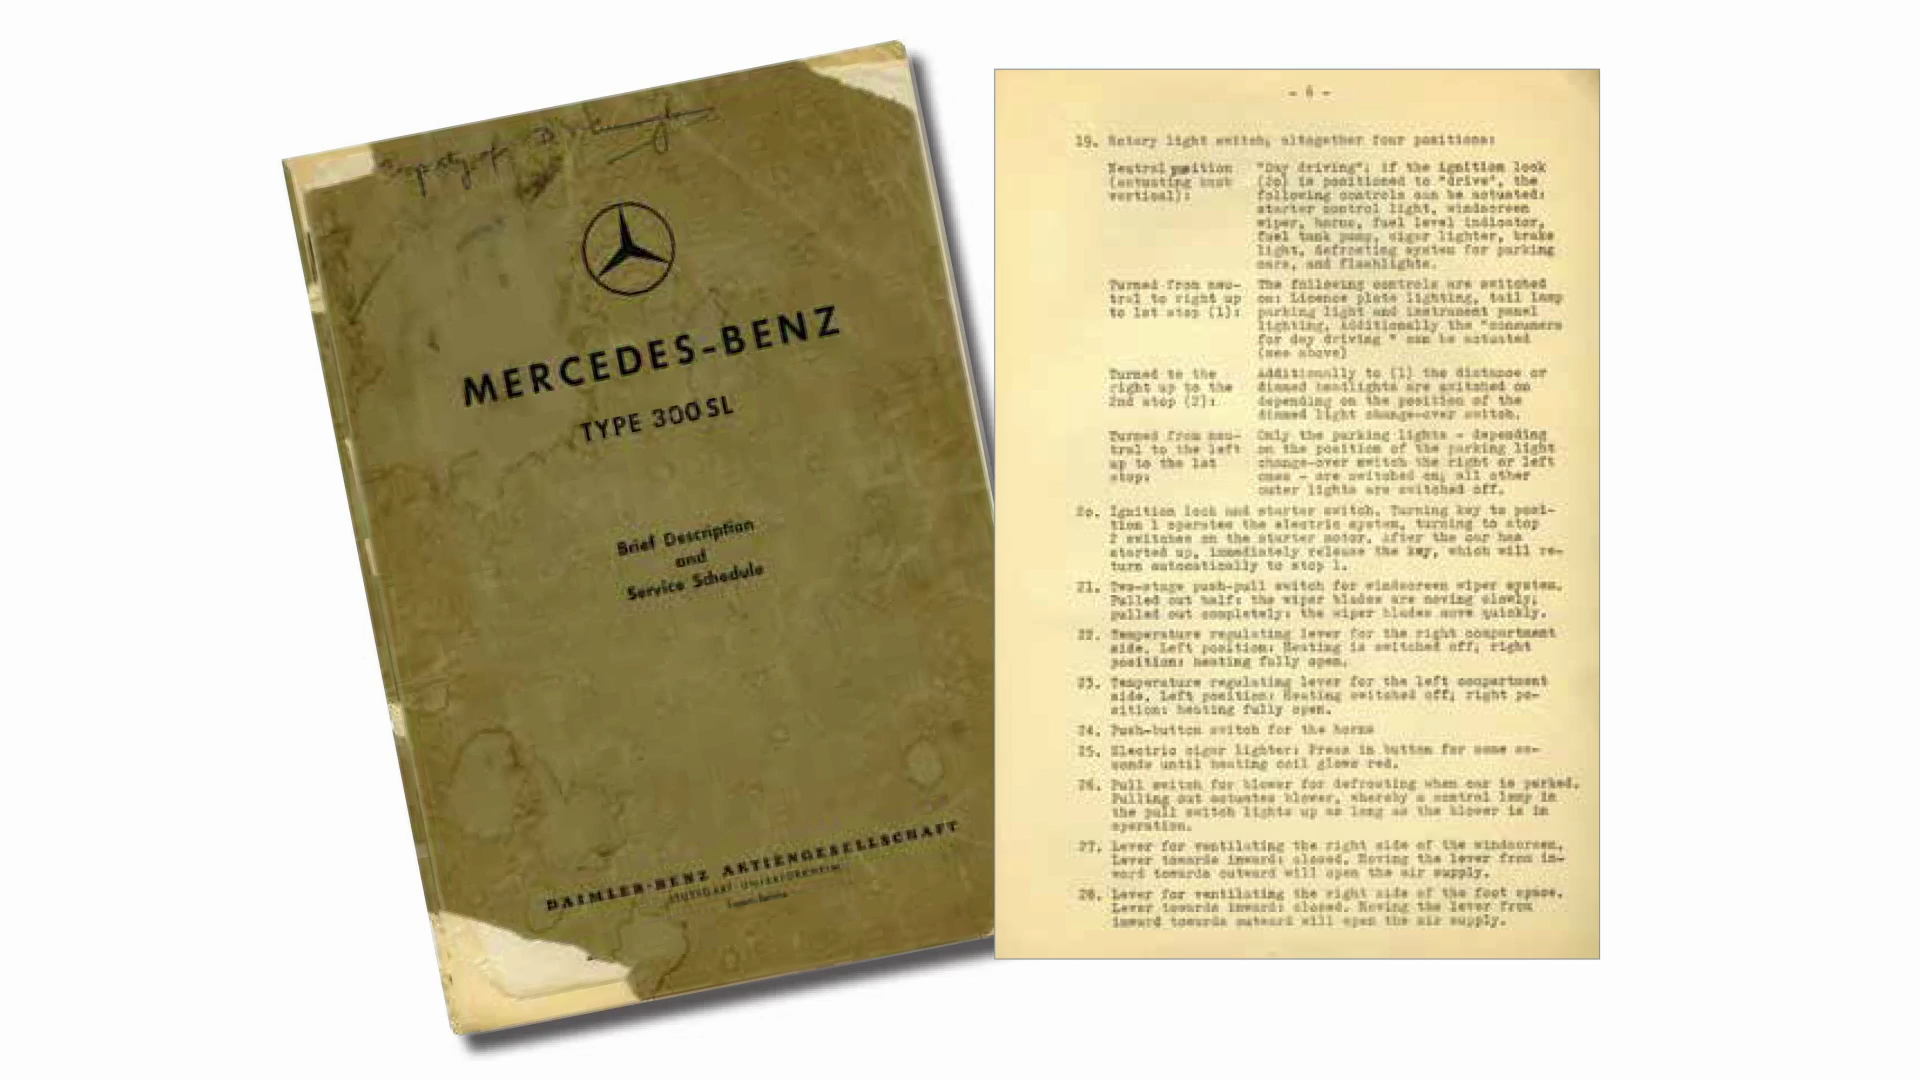 Property of B
MERCEDES-BENZ
TYPE 300 SL
Brief Description
and
Service Schedule
DAIMLER-BENZ AKTIENGESELLSCHAFT
STUTTGART-UNTERTÜRKHEIM
- 6 -
19. Rotary light switch, altogether four positions:
Neutral position
(actuating knob
vertical):
"Day driving": if the ignition lock
(2o) is positioned to "drive", the
following controls can be actuated:
starter control light, windscreen
wiper, horns, fuel level indicator,
fuel tank pump, cigar lighter, brake
light, defrosting system for parking
cars, and flashlights.
Turned from neu-
tral to right up
to 1st stop (1):
The following controls are switched
on: Licence plate lighting, tail lamp
parking light and instrument panel
lighting. Additionally the "consumers
for day driving " can be actuated
(see above)
Turned to the
right up to the
2nd stop (2):
Additionally to (1) the distance or
dimmed headlights are switched on
depending on the position of the
dimmed light change-over switch.
Turned from neu-
tral to the left
up to the 1st
stop:
Only the parking lights - depending
on the position of the parking light
change-over switch the right or left
ones - are switched on; all other
outer lights are switched off.
2o. Ignition lock and starter switch. Turning key to posi-
tion 1 operates the electric system, turning to stop
2 switches on the starter motor. After the car has
started up, immediately release the key, which will re-
turn automatically to stop 1.
21. Two-stage push-pull switch for windscreen wiper system.
Pulled out half: the wiper blades are moving slowly;
pulled out completely: the wiper blades move quickly.
22. Temperature regulating lever for the right compartment
side. Left position: Heating is switched off; right
position: heating fully open.
23. Temperature regulating lever for the left compartment
side. Left position: Heating switched off; right po-
sition: heating fully open.
24. Push-button switch for the horns
25. Electric cigar lighter: Press in button for some se-
conds until heating coil glows red.
26. Pull switch for blower for defrosting when car is parked.
Pulling out actuates blower, whereby a control lamp in
the pull switch lights up as long as the blower is in
operation.
27. Lever for ventilating the right side of the windscreen.
Lever towards inward: closed. Moving the lever from in-
ward towards outward will open the air supply.
28. Lever for ventilating the right side of the foot space.
Lever towards inward: closed. Moving the lever from
inward towards outward will open the air supply.